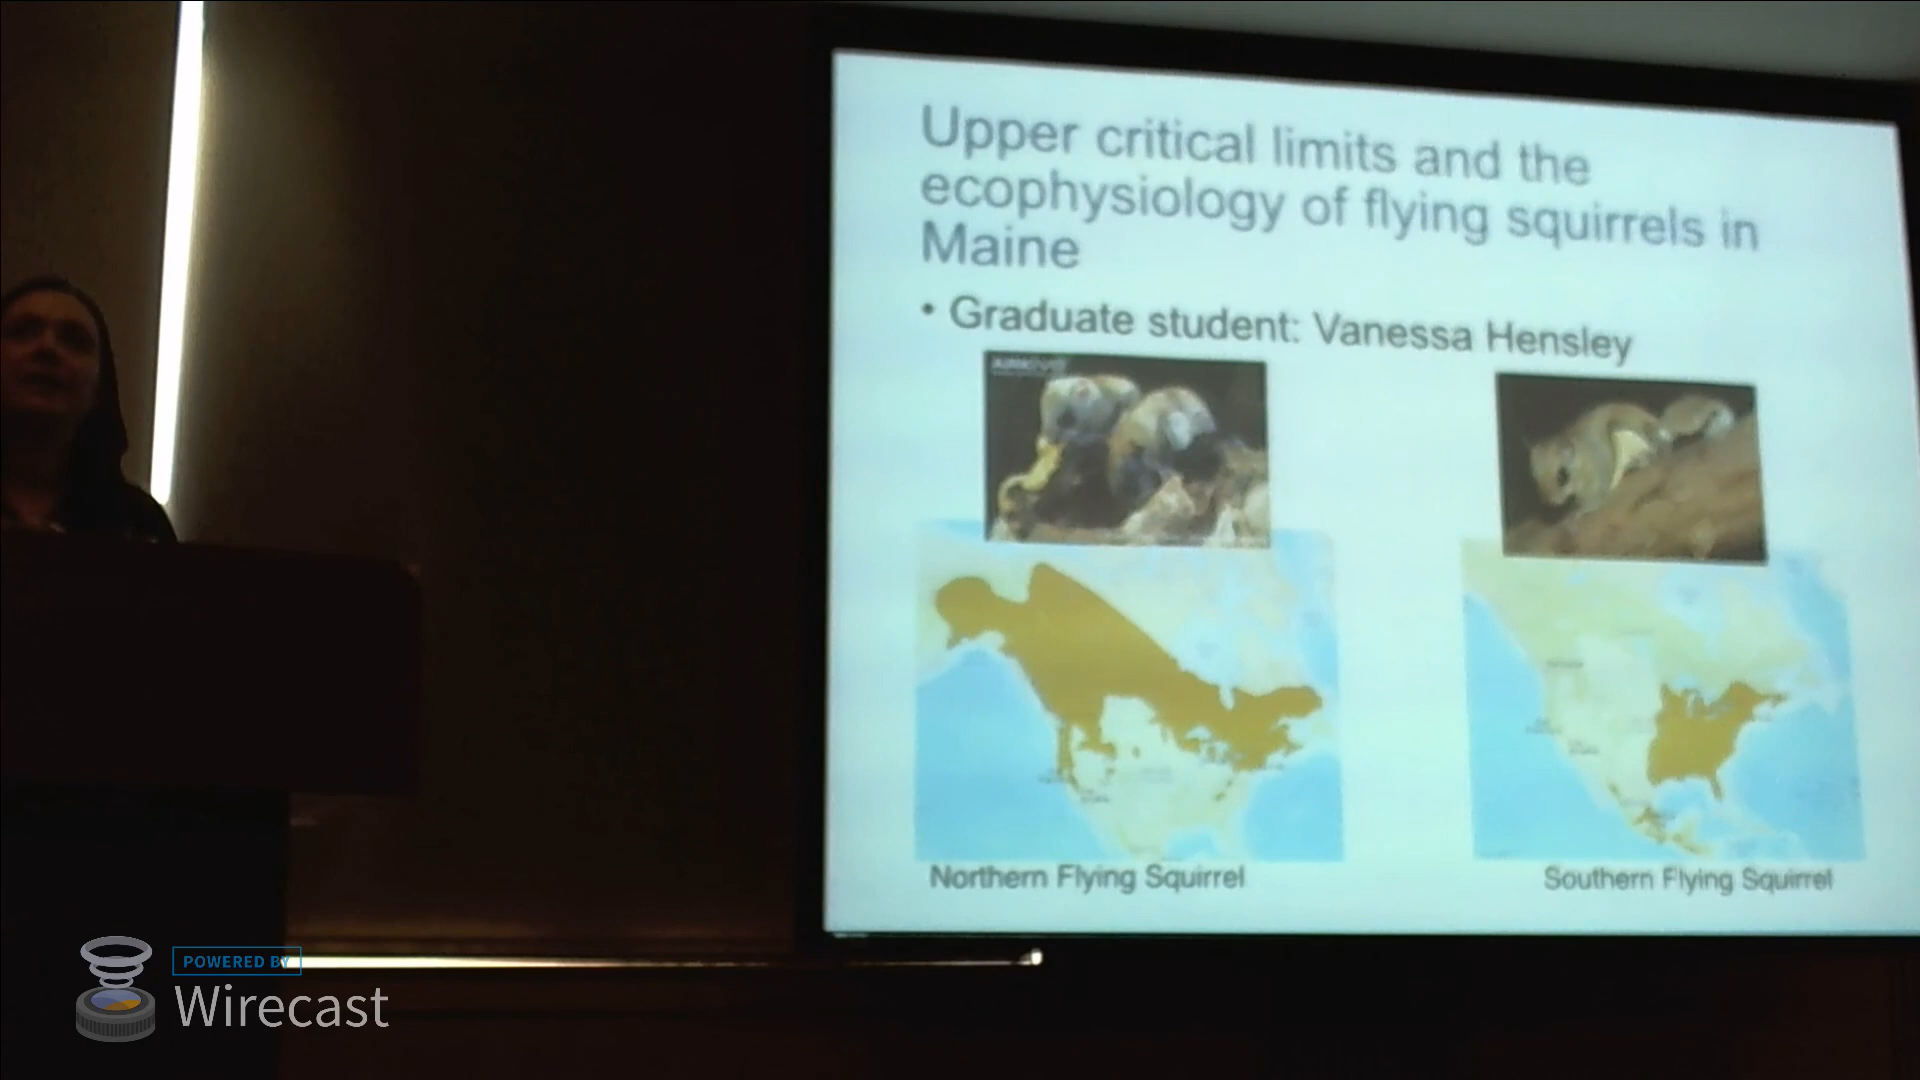 Upper critical limits and the
ecophysiology of flying squirrels in
Maine
• Graduate student: Vanessa Hensley
Northern Flying Squirrel
Southern Flying Squirrel
POWERED BY
Wirecast